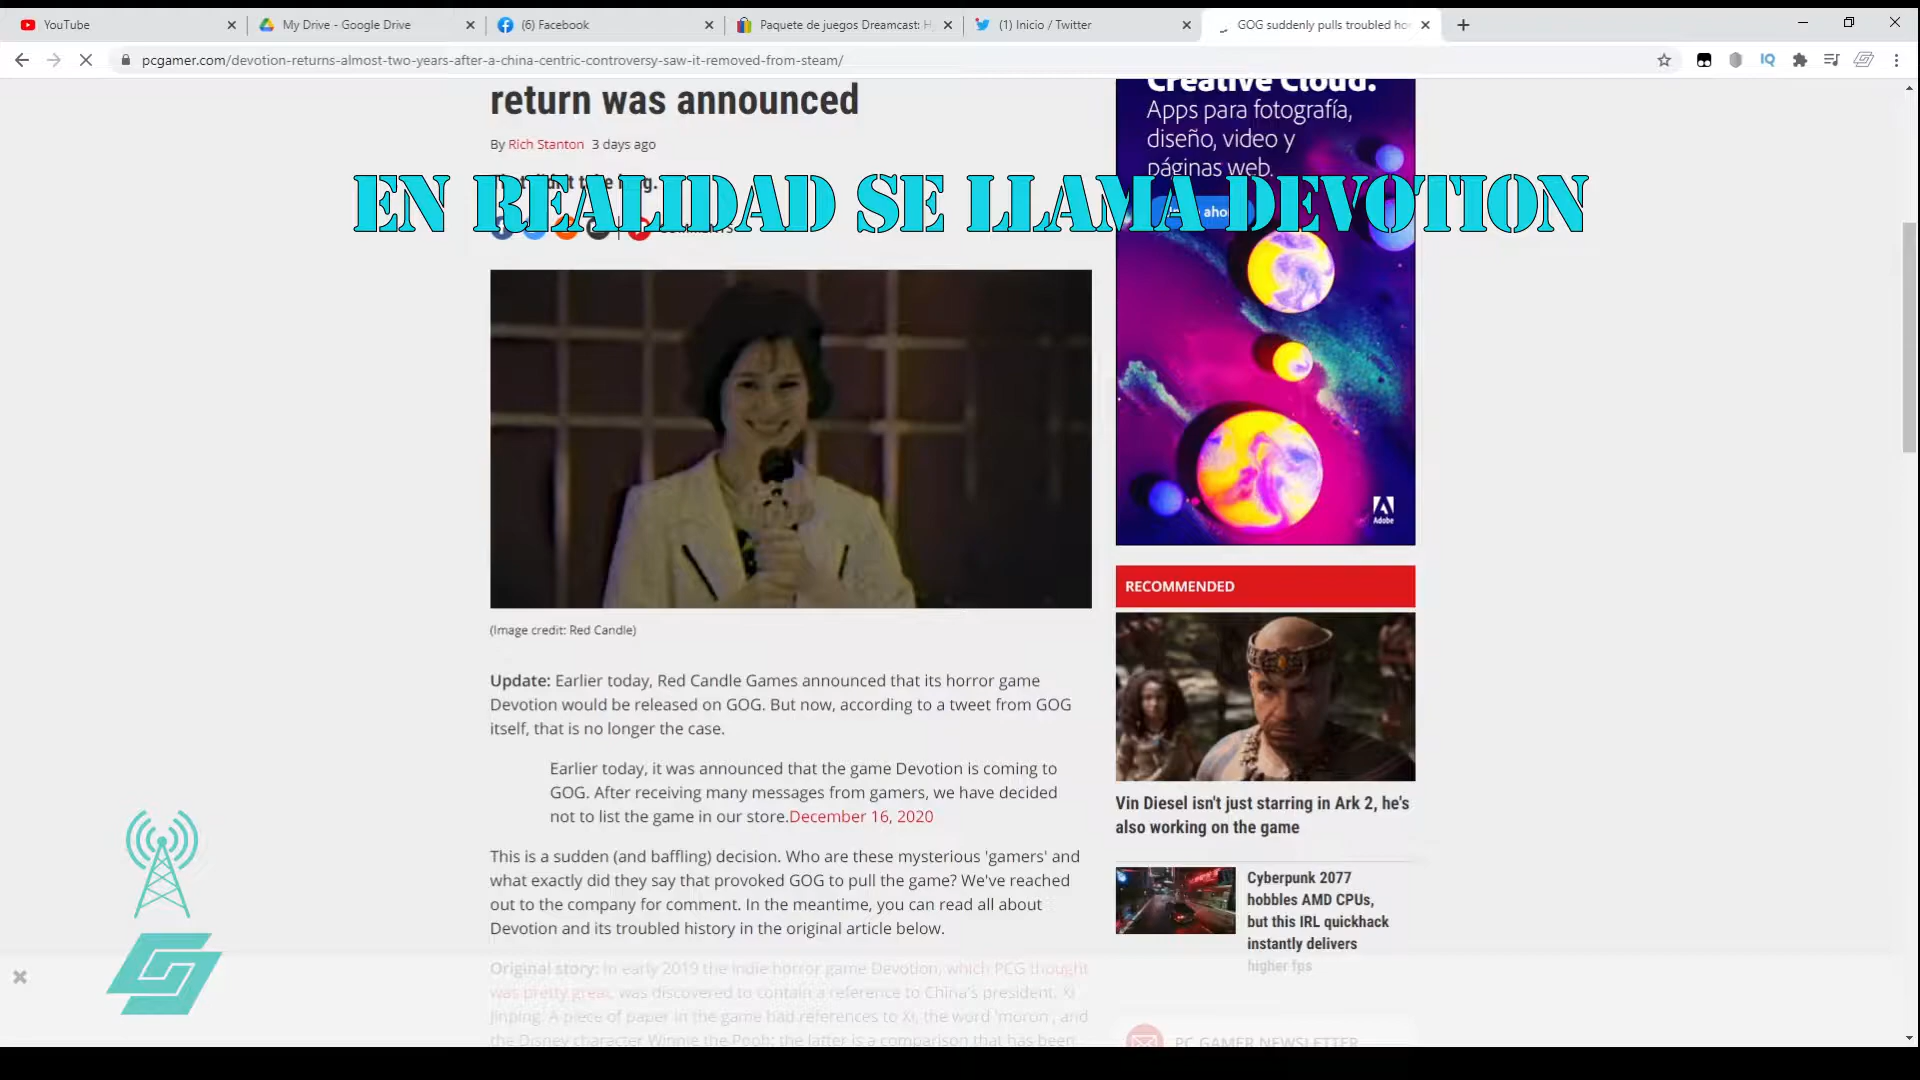 YouTube
My Drive - Google Drive
(6) Facebook
Paquete de juegos Dreamcast: H
(1) Inicio / Twitter
GOG suddenly pulls troubled ho
pcgamer.com/devotion-returns-almost-two-years-after-a-china-centric-controversy-saw-it-removed-from-steam/
IQ
return was announced
By Rich Stanton 3 days ago
EN REALIDAD SE LLAMA DEVOTION
(Image credit: Red Candle)
Update: Earlier today, Red Candle Games announced that its horror game
Devotion would be released on GOG. But now, according to a tweet from GOG
itself, that is no longer the case.
Earlier today, it was announced that the game Devotion is coming to
GOG. After receiving many messages from gamers, we have decided
not to list the game in our store.December 16, 2020
This is a sudden (and baffling) decision. Who are these mysterious 'gamers' and
what exactly did they say that provoked GOG to pull the game? We've reached
out to the company for comment. In the meantime, you can read all about
Devotion and its troubled history in the original article below.
Original story: In early 2019 the indie horror game Devotion, which PCG thought
was pretty great, was discovered to contain a reference to China's president, Xi
Jinping. A piece of paper in the game had references to Xi, the word 'moron', and
the Disney character Winnie the Pooh: the latter is a comparison that has been
Creative Cloud.
Apps para fotografía,
diseño, video y
páginas web.
Adobe
RECOMMENDED
Vin Diesel isn't just starring in Ark 2, he's
also working on the game
Cyberpunk 2077
hobbles AMD CPUs,
but this IRL quickhack
instantly delivers
higher fps
PC GAMER NEWSLETTER